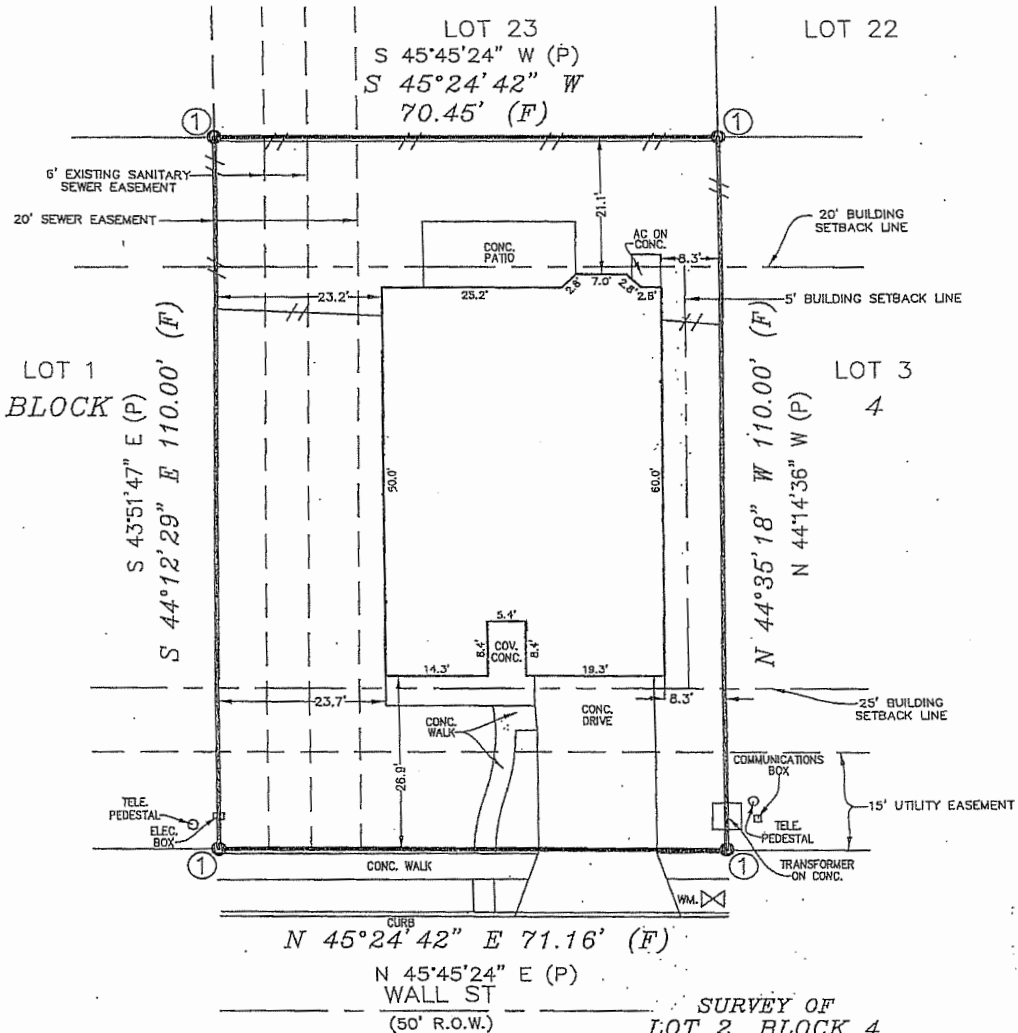 LOT 23
LOT 22
S 45°45'24" W (P)
S 45°24'42" W
70.45' (F)
1
1
6' EXISTING SANITARY
SEWER EASEMENT
20' SEWER EASEMENT
21.1'
20' BUILDING
SETBACK LINE
CONC.
PATIO
AC ON
CONC.
8.3'
23.2'
25.2'
2.8'
7.0'
2.8'
2.8'
5' BUILDING SETBACK LINE
LOT 1
BLOCK
S 43°51'47" E (P)
S 44°12'29" E 110.00' (F)
60.0'
60.0'
N 44°35'18" W 110.00' (F)
N 44°14'36" W (P)
LOT 3
4
5.4'
8.4'
COV.
CONC.
8.4'
14.3'
19.3'
23.7'
8.3'
25' BUILDING
SETBACK LINE
CONC.
WALK
CONC.
DRIVE
26.9'
COMMUNICATIONS
BOX
15' UTILITY EASEMENT
TELE.
PEDESTAL
ELEC.
BOX
TELE.
PEDESTAL
TRANSFORMER
ON CONC.
1
1
CONC. WALK
WM.
CURB
N 45°24'42" E 71.16' (F)
N 45°45'24" E (P)
WALL ST
(50' R.O.W.)
SURVEY OF
LOT 2, BLOCK 4